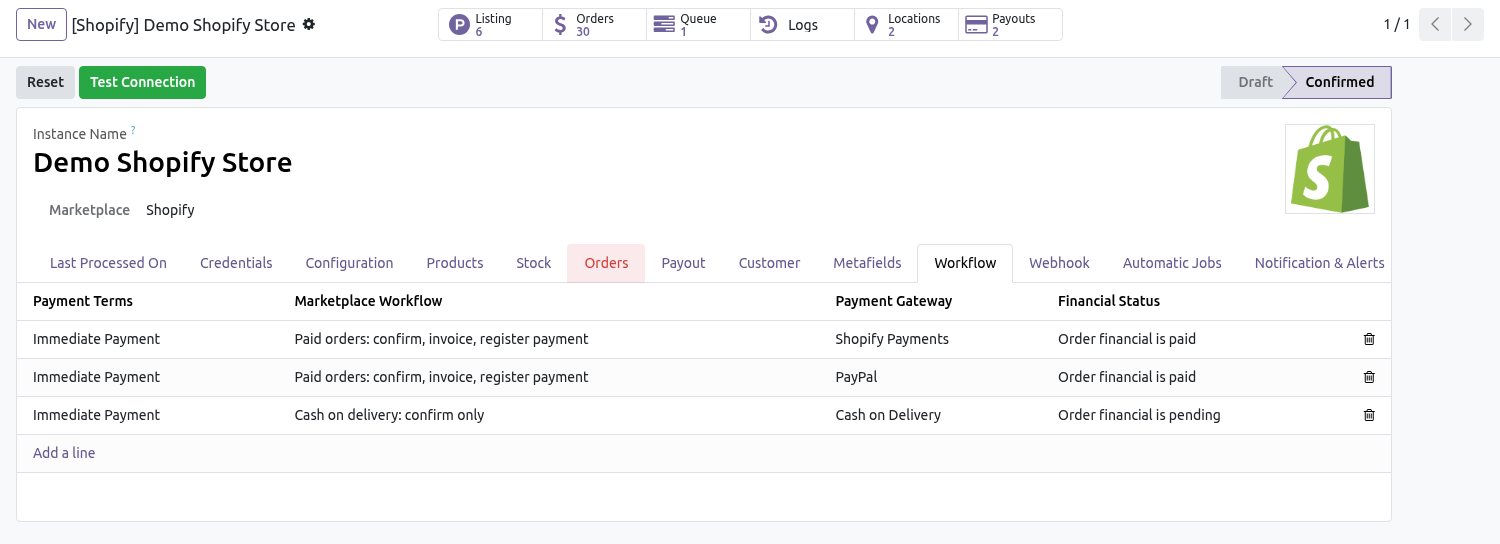 New [Shopify] Demo Shopify Store Listing 6 Orders 30 Queue 1 Logs Locations 2 Payouts 2 1 / 1
Reset Test Connection Draft Confirmed
Instance Name ?
Demo Shopify Store
Marketplace Shopify
Last Processed On Credentials Configuration Products Stock Orders Payout Customer Metafields Workflow Webhook Automatic Jobs Notification & Alerts
Payment Terms Marketplace Workflow Payment Gateway Financial Status
Immediate Payment Paid orders: confirm, invoice, register payment Shopify Payments Order financial is paid
Immediate Payment Paid orders: confirm, invoice, register payment PayPal Order financial is paid
Immediate Payment Cash on delivery: confirm only Cash on Delivery Order financial is pending
Add a line